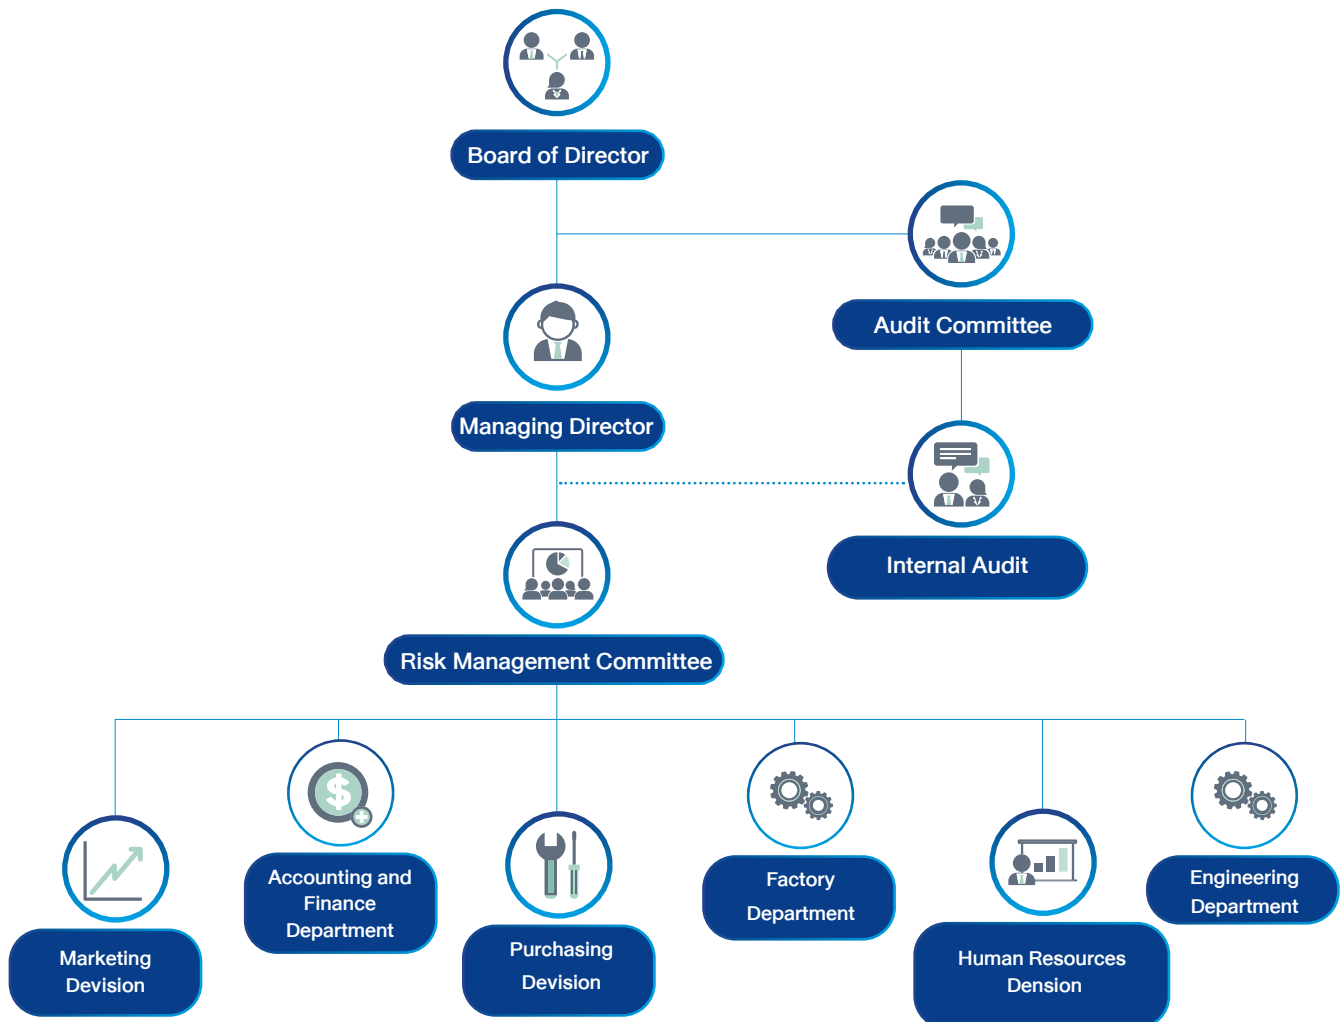 Board of Director
Audit Committee
Managing Director
Internal Audit
Risk Management Committee
Marketing
Devision
Accounting and
Finance
Department
Purchasing
Devision
Factory
Department
Human Resources
Dension
Engineering
Department